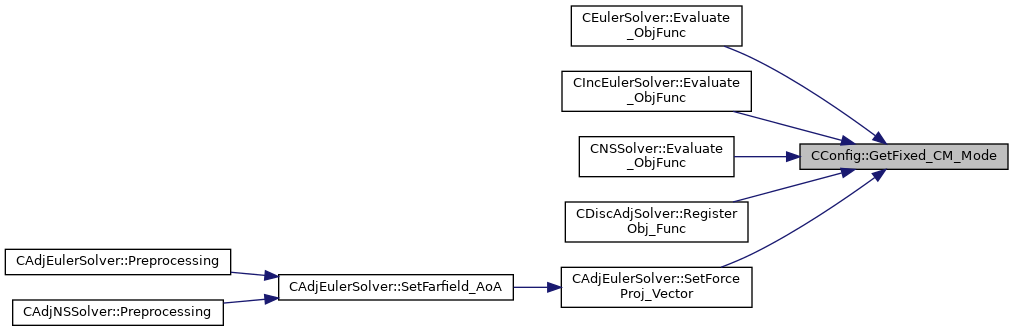 CEulerSolver::Evaluate
_ObjFunc
CIncEulerSolver::Evaluate
_ObjFunc
CNSSolver::Evaluate
_ObjFunc
CConfig::GetFixed_CM_Mode
CDiscAdjSolver::Register
Obj_Func
CAdjEulerSolver::Preprocessing
CAdjEulerSolver::SetFarfield_AoA
CAdjEulerSolver::SetForce
Proj_Vector
CAdjNSSolver::Preprocessing